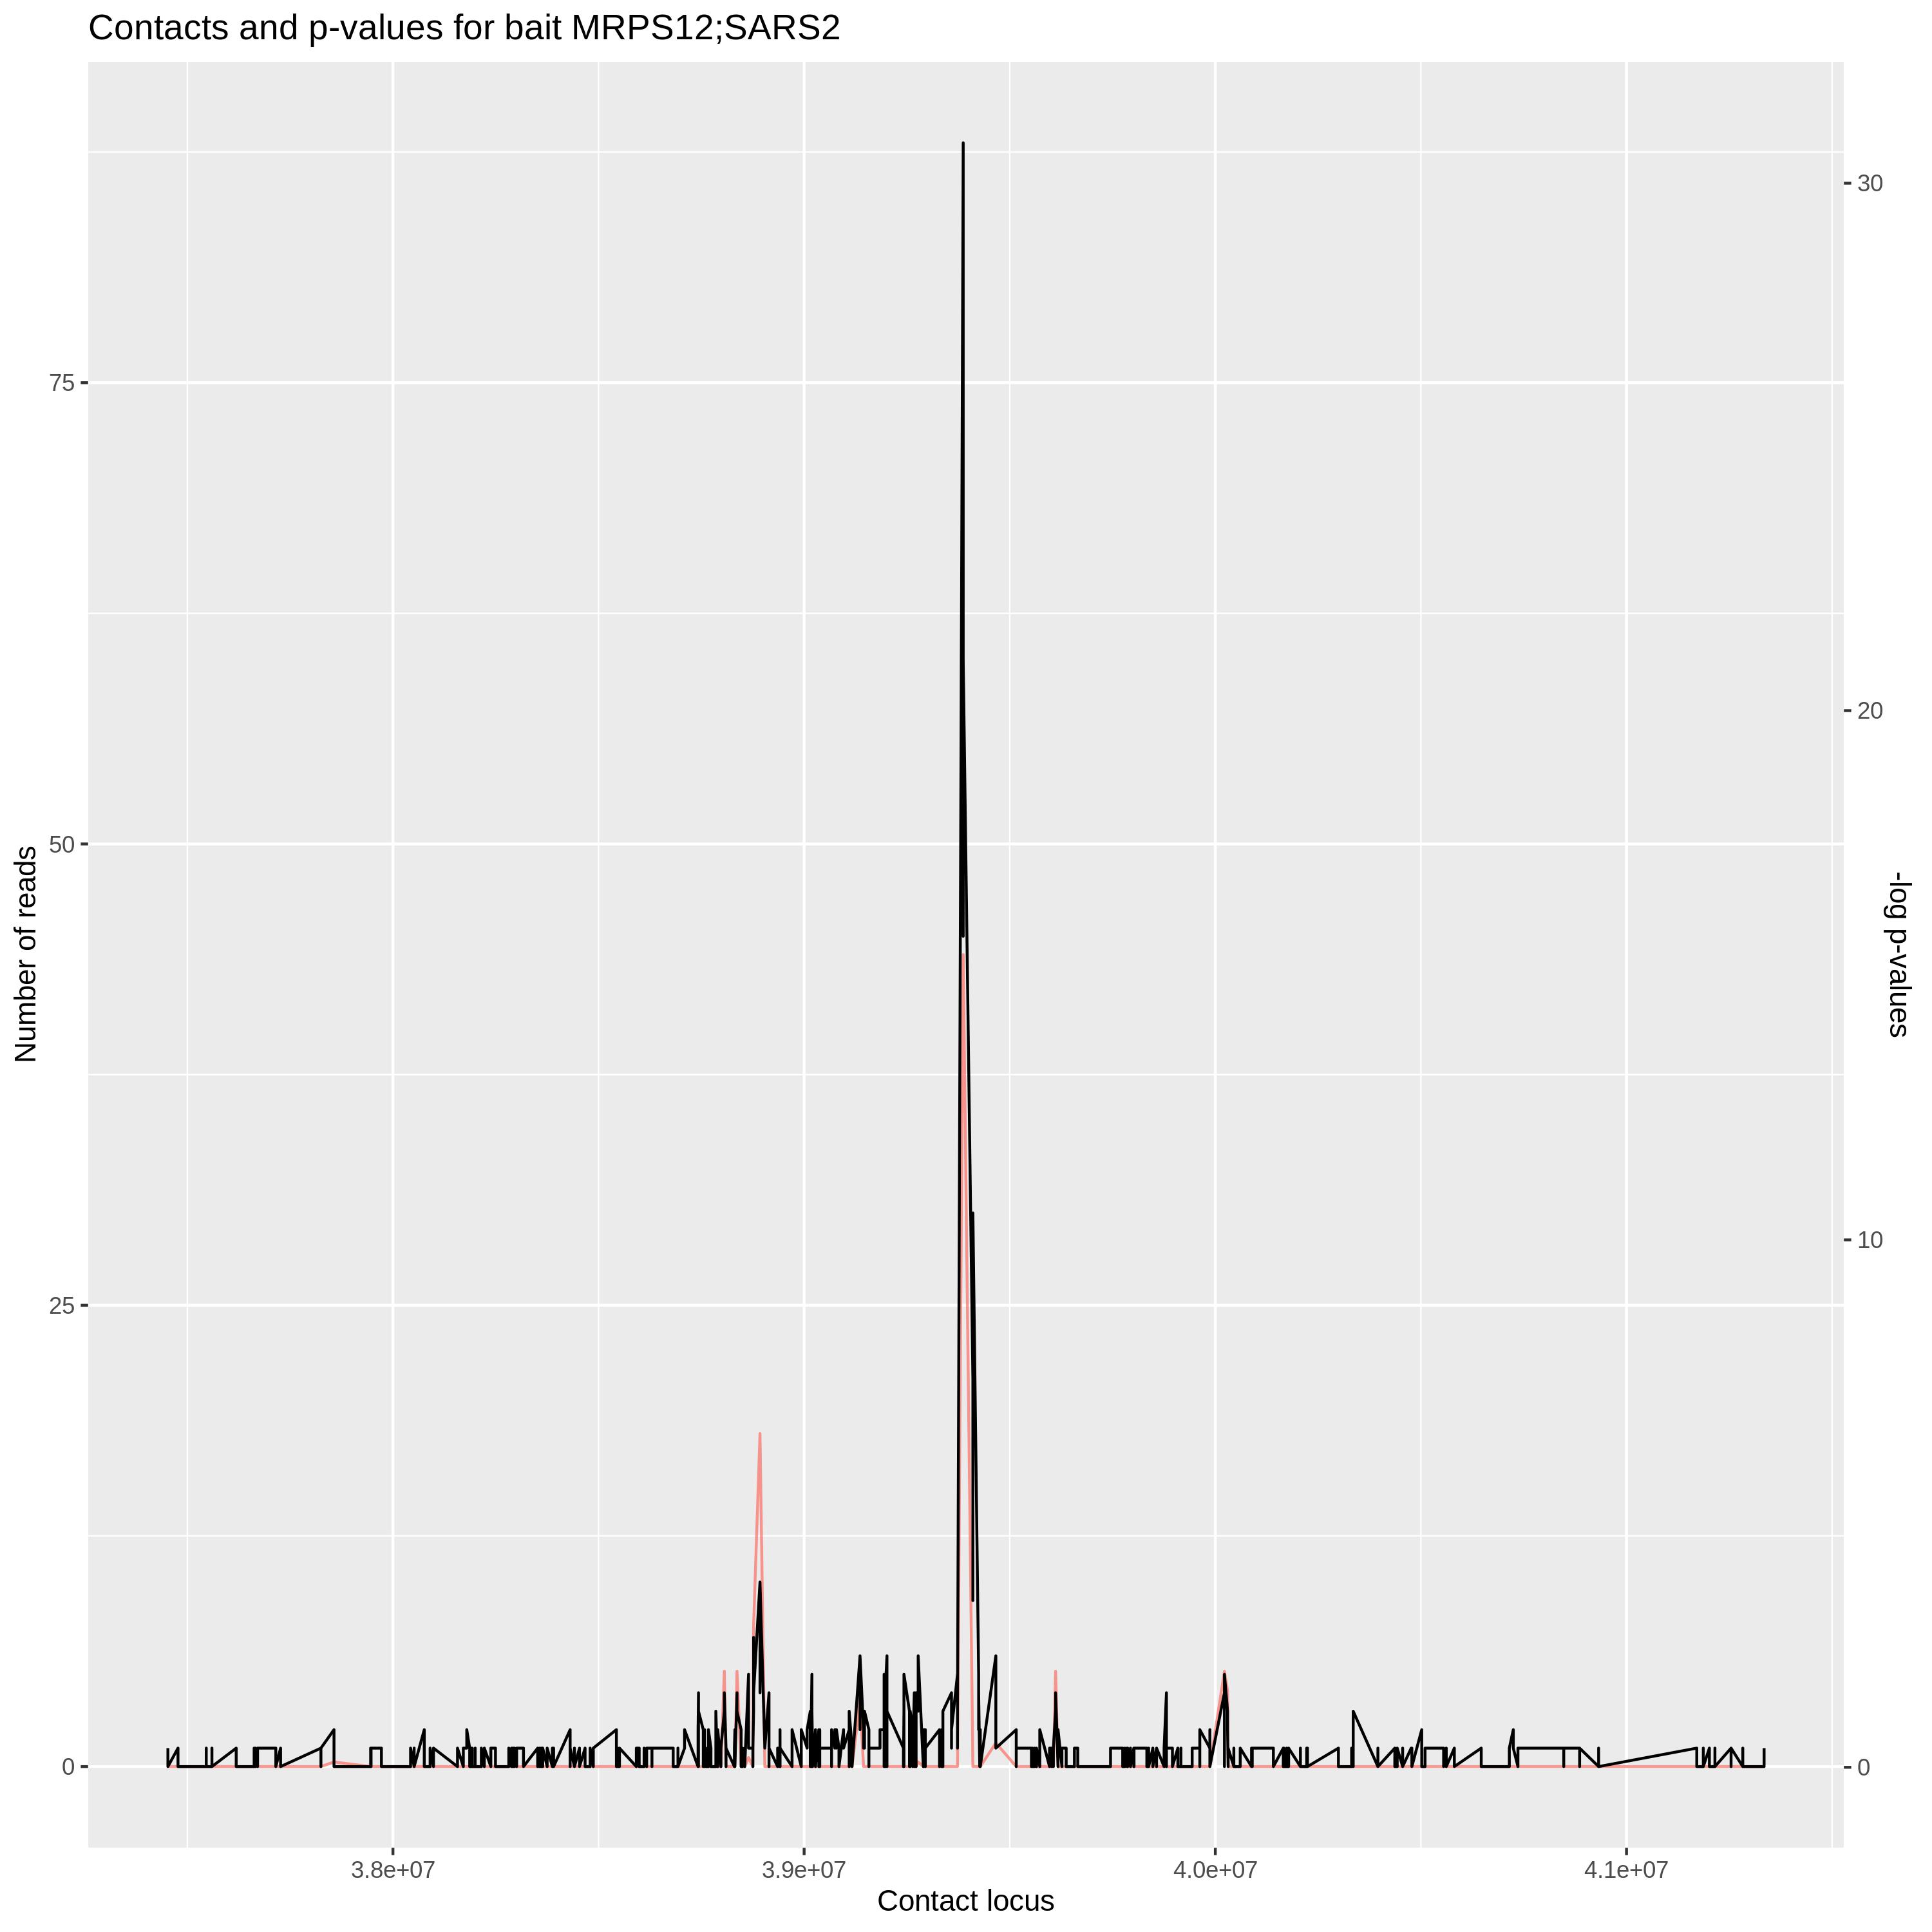 Contacts and p-values for bait MRPS12;SARS2
Number of reads
75
50
25
0
30
20
10
0
-log p-values
3.8e+07 3.9e+07 4.0e+07 4.1e+07
Contact locus